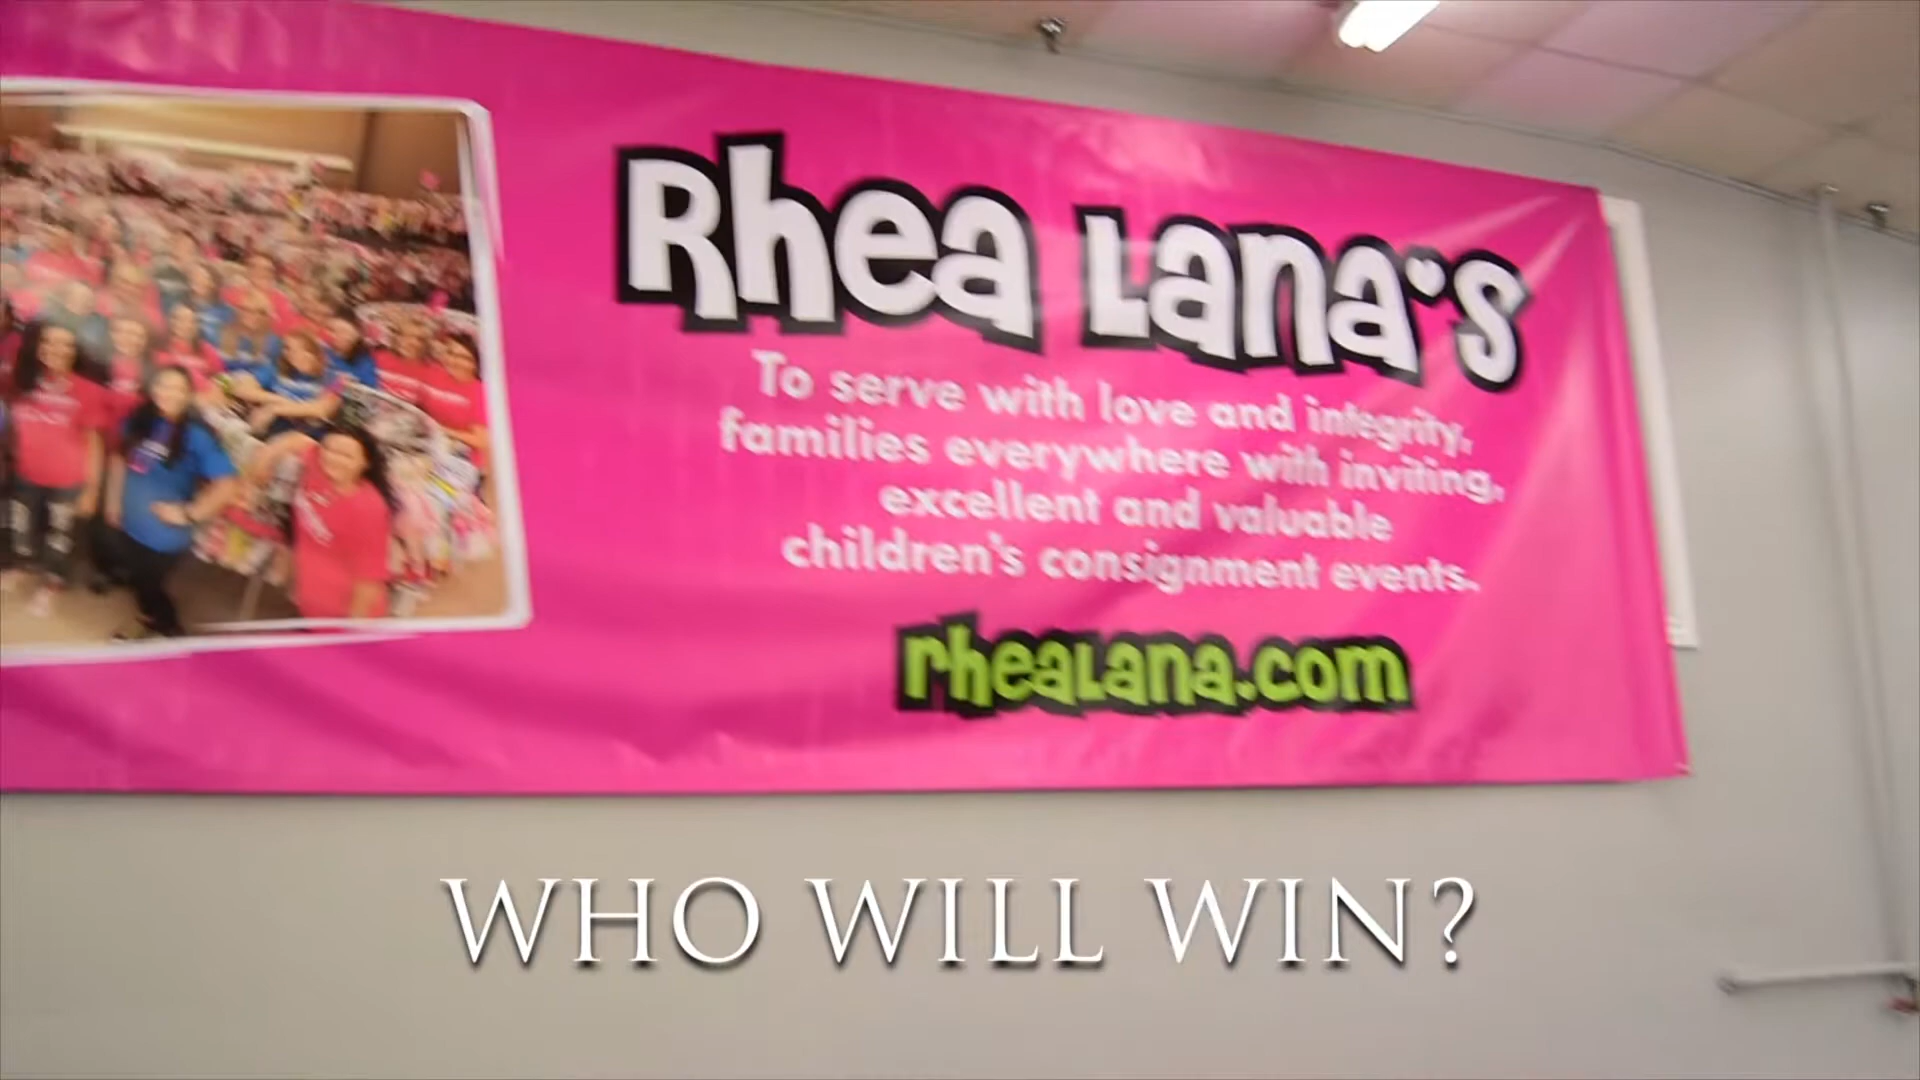 Rhea Lana's
To serve with love and integrity,
families everywhere with inviting,
excellent and valuable
children's consignment events.
rhealana.com
WHO WILL WIN?